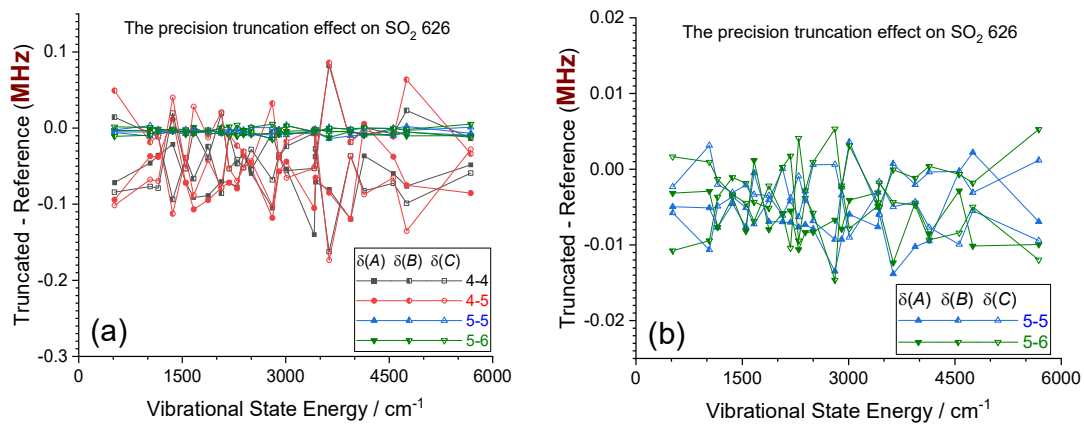 The precision truncation effect on SO₂ 626
Truncated - Reference (MHz)
0.1
0.0
-0.1
-0.2
-0.3
δ(A) δ(B) δ(C)
4-4
4-5
5-5
5-6
(a)
0 1500 3000 4500 6000
Vibrational State Energy / cm⁻¹
The precision truncation effect on SO₂ 626
Truncated - Reference (MHz)
0.02
0.01
0.00
-0.01
-0.02
δ(A) δ(B) δ(C)
5-5
5-6
(b)
0 1500 3000 4500 6000
Vibrational State Energy / cm⁻¹